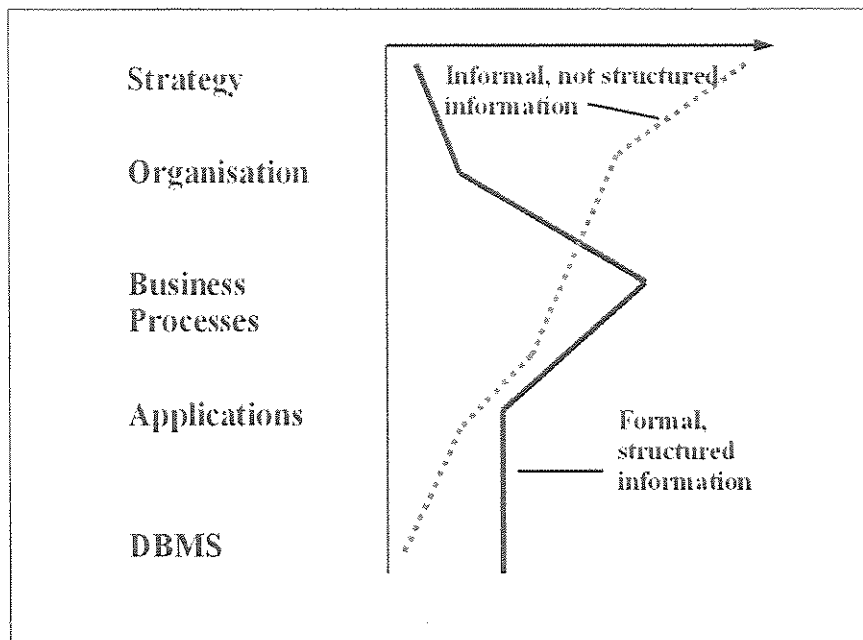 Strategy
Informal, not structured
information
Organisation
Business
Processes
Applications
Formal,
structured
information
DBMS